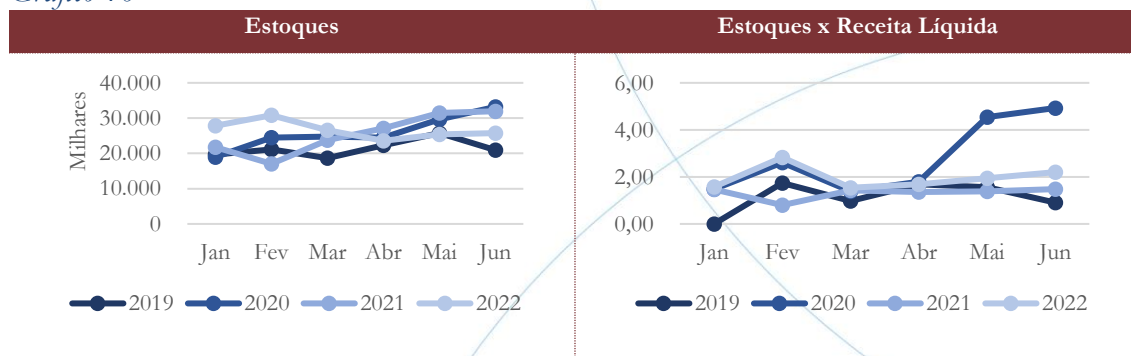 Estoques
Estoques x Receita Líquida
Milhares
40.000
30.000
20.000
10.000
0
Jan Fev Mar Abr Mai Jun
2019 2020 2021 2022
6,00
4,00
2,00
0,00
Jan Fev Mar Abr Mai Jun
2019 2020 2021 2022